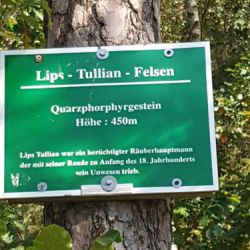 Lips - Tullian - Felsen
Quarzphorphyrgestein
Höhe : 450m
Lips Tullian war ein berüchtigter Räuberhauptmann
der mit seiner Bande zu Anfang des 18. Jahrhunderts
sein Unwesen trieb.